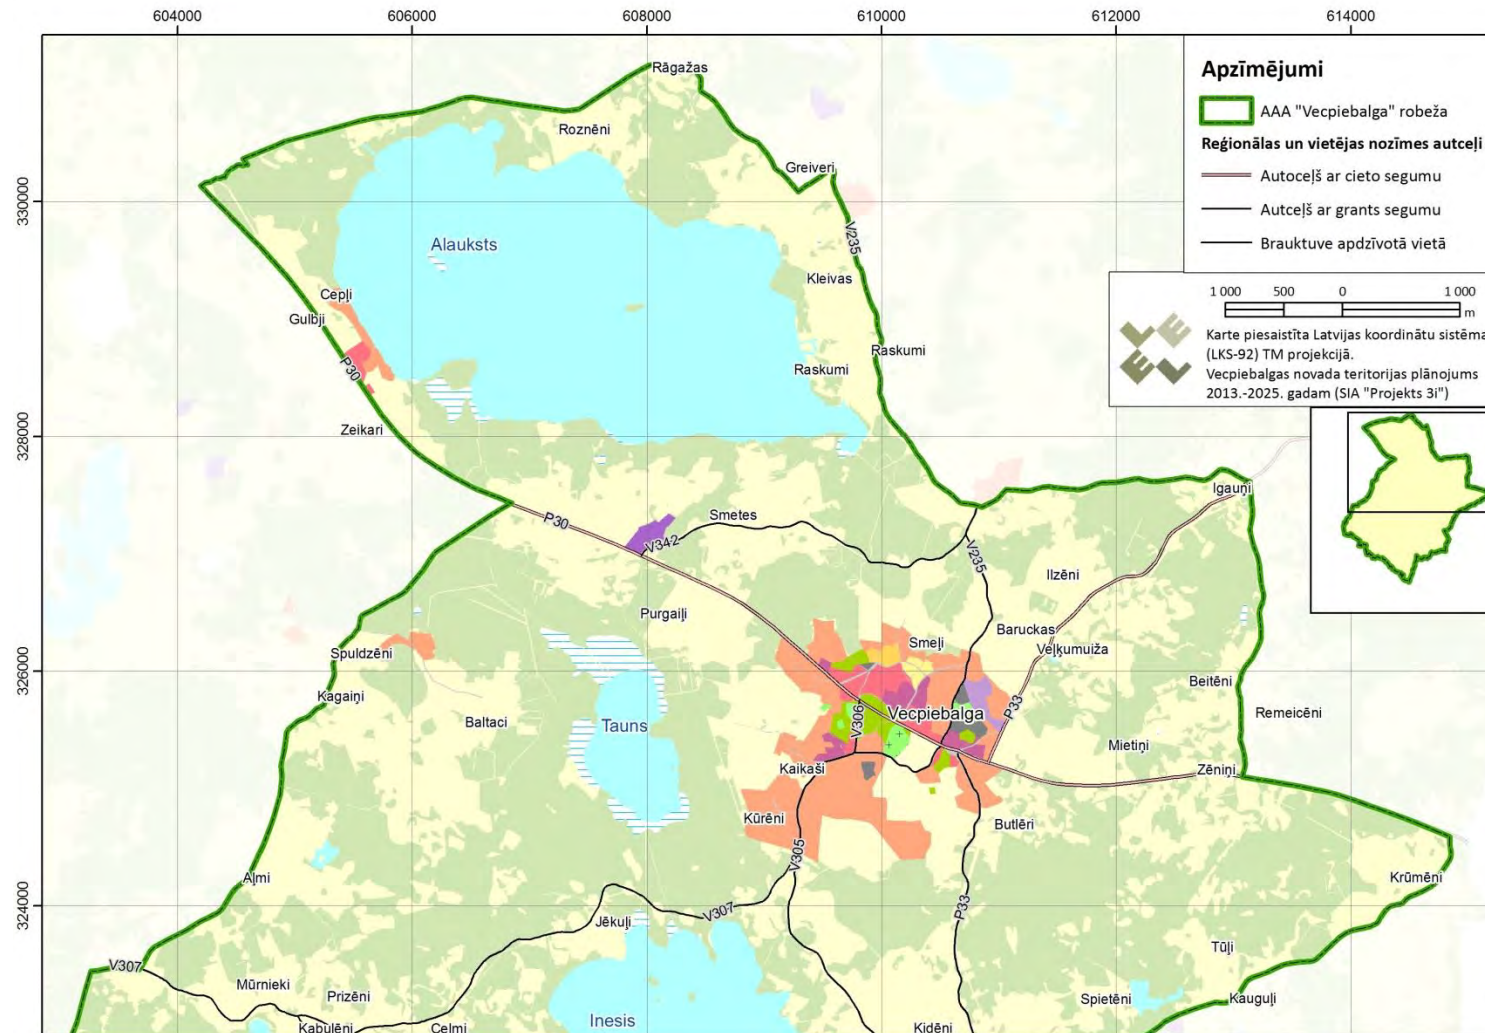 604000
606000
608000
610000
612000
614000
Apzīmējumi
AAA "Vecpiebalga" robeža
Reģionālas un vietējas nozīmes autceļi
Autoceļš ar cieto segumu
Autceļš ar grants segumu
Brauktuve apdzīvotā vietā
1 000
500
0
1 000
m
Karte piesaistīta Latvijas koordinātu sistēma
(LKS-92) TM projekcijā.
Vecpiebalgas novada teritorijas plānojums
2013.-2025. gadam (SIA "Projekts 3i")
330000
328000
326000
324000
Rāgažas
Roznēni
Greiveri
V235
Alauksts
Kleivas
Cepļi
Gulbji
P30
Raskumi
Raskumi
Zeikari
Igauņi
P30
Smetes
V342
V235
Ilzēni
Purgaiļi
Baruckas
Smeļi
Veļkumuiža
Spuldzēni
Kagaiņi
Beitēni
Remeicēni
Baltaci
Tauns
V306
Vecpiebalga
P33
Mietiņi
Kaikaši
Zēniņi
Kūrēni
Butlēri
V305
Aļmi
Krūmēni
Jēkuļi
V307
P33
Tūļi
V307
Mūrnieki
Prizēni
Spietēni
Kauguļi
Kabulēni
Celmi
Inesis
Kidēni